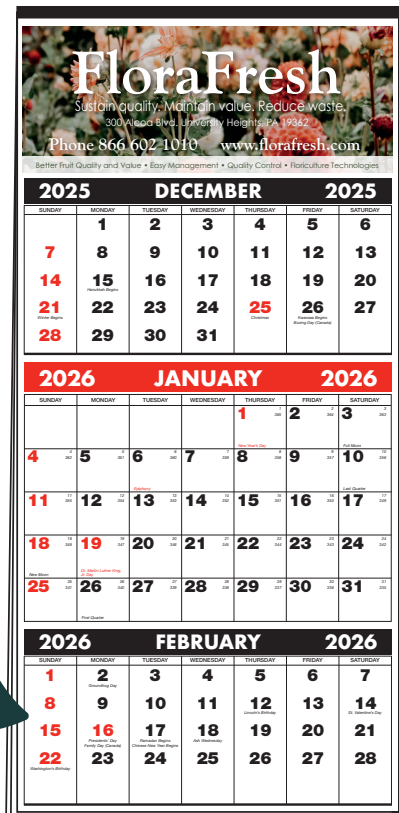 FloraFresh
Sustain quality. Maintain value. Reduce waste.
300 Alcoa Blvd. University Heights, PA 19362
Phone 866 602 1010 www.florafresh.com
Better Fruit Quality and Value • Easy Management • Quality Control • Floriculture Technologies
2025 DECEMBER 2025
SUNDAY MONDAY TUESDAY WEDNESDAY THURSDAY FRIDAY SATURDAY
1 2 3 4 5 6
7 8 9 10 11 12 13
14 15 16 17 18 19 20
Hanukkah Begins
21 22 23 24 25 26 27
Winter Begins Christmas Kwanzaa Begins
Boxing Day (Canada)
28 29 30 31
2026 JANUARY 2026
SUNDAY MONDAY TUESDAY WEDNESDAY THURSDAY FRIDAY SATURDAY
1 2 3
New Year's Day Full Moon
4 5 6 7 8 9 10
Epiphany Last Quarter
11 12 13 14 15 16 17
18 19 20 21 22 23 24
New Moon Dr. Martin Luther King, Jr. Day
25 26 27 28 29 30 31
First Quarter
2026 FEBRUARY 2026
SUNDAY MONDAY TUESDAY WEDNESDAY THURSDAY FRIDAY SATURDAY
1 2 3 4 5 6 7
Groundhog Day
8 9 10 11 12 13 14
Lincoln's Birthday St. Valentine's Day
15 16 17 18 19 20 21
Presidents' Day Ramadan Begins Ash Wednesday
Family Day (Canada) Chinese New Year Begins
22 23 24 25 26 27 28
Washington's Birthday